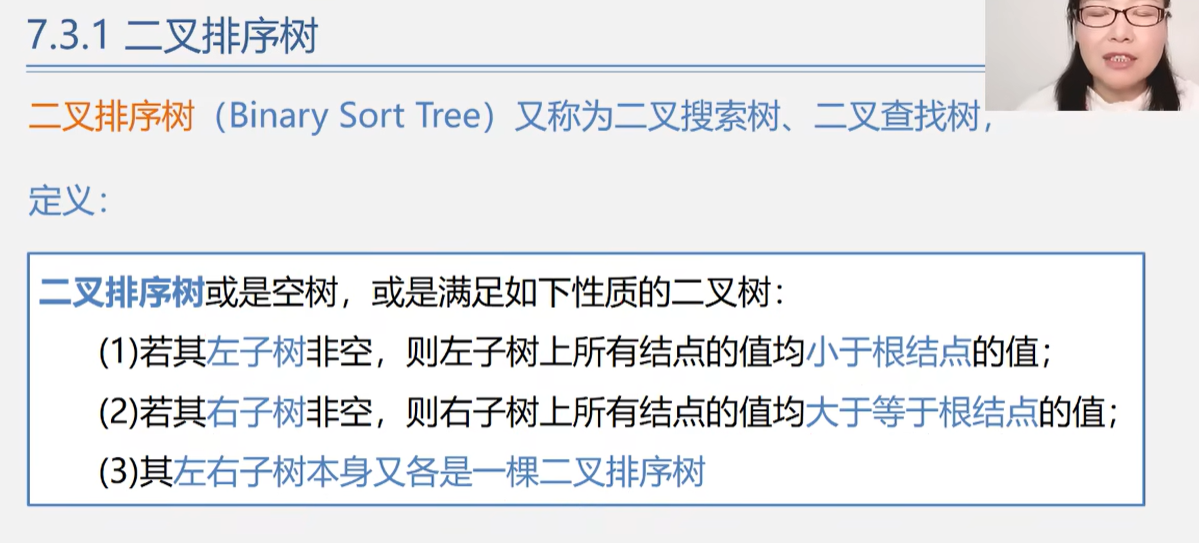 7.3.1 二叉排序树
二叉排序树（Binary Sort Tree）又称为二叉搜索树、二叉查找树，
定义：
二叉排序树或是空树，或是满足如下性质的二叉树：
(1)若其左子树非空，则左子树上所有结点的值均小于根结点的值；
(2)若其右子树非空，则右子树上所有结点的值均大于等于根结点的值；
(3)其左右子树本身又各是一棵二叉排序树